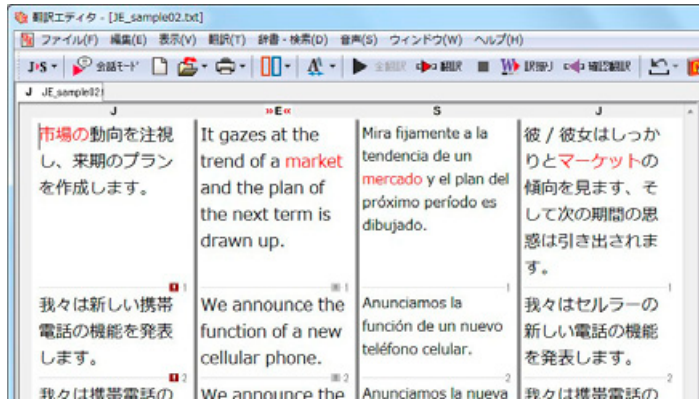 翻訳エディタ - [JE_sample02.txt]
ファイル(F) 編集(E) 表示(V) 翻訳(T) 辞書・検索(D) 音声(S) ウィンドウ(W) ヘルプ(H)
J›S 会話モード 全翻訳 翻訳 訳振り 確認翻訳
J JE_sample02
J »E« S J
市場の動向を注視
し、来期のプラン
を作成します。
1
It gazes at the
trend of a market
and the plan of
the next term is
drawn up.
1
Mira fijamente a la
tendencia de un
mercado y el plan del
próximo período es
dibujado.
1
彼 / 彼女はしっか
りとマーケットの
傾向を見ます、そ
して次の期間の思
惑は引き出されま
す。
1
我々は新しい携帯
電話の機能を発表
します。
2
We announce the
function of a new
cellular phone.
2
Anunciamos la
función de un nuevo
teléfono celular.
2
我々はセルラーの
新しい電話の機能
を発表します。
2
我々は携帯電話の
We announce the
Anunciamos la nueva
我々は携帯電話の